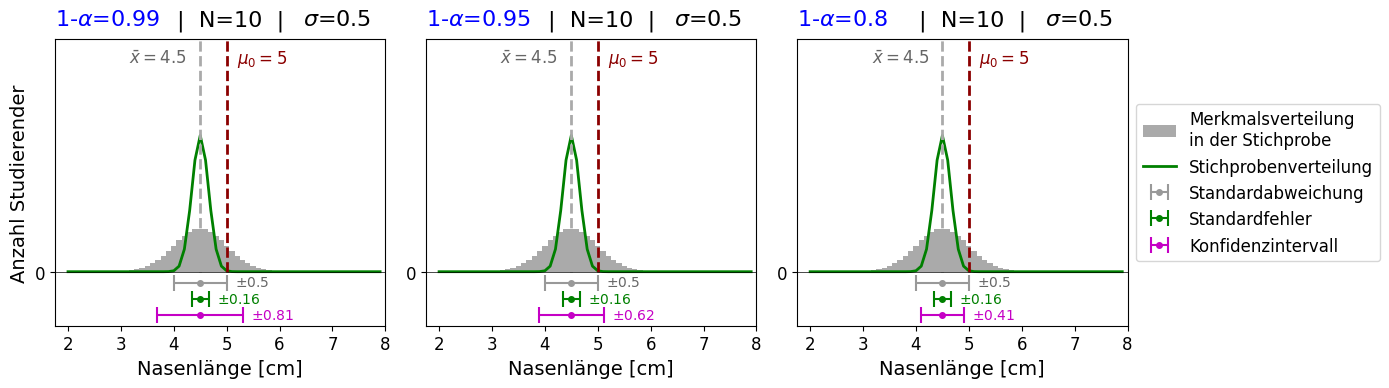 1-α=0.99 | N=10 | σ=0.5
x̄ = 4.5
μ₀ = 5
Anzahl Studierender
0
±0.5
±0.16
±0.81
2 3 4 5 6 7 8
Nasenlänge [cm]
1-α=0.95 | N=10 | σ=0.5
x̄ = 4.5
μ₀ = 5
0
±0.5
±0.16
±0.62
2 3 4 5 6 7 8
Nasenlänge [cm]
1-α=0.8 | N=10 | σ=0.5
x̄ = 4.5
μ₀ = 5
0
±0.5
±0.16
±0.41
2 3 4 5 6 7 8
Nasenlänge [cm]
Merkmalsverteilung
in der Stichprobe
Stichprobenverteilung
Standardabweichung
Standardfehler
Konfidenzintervall